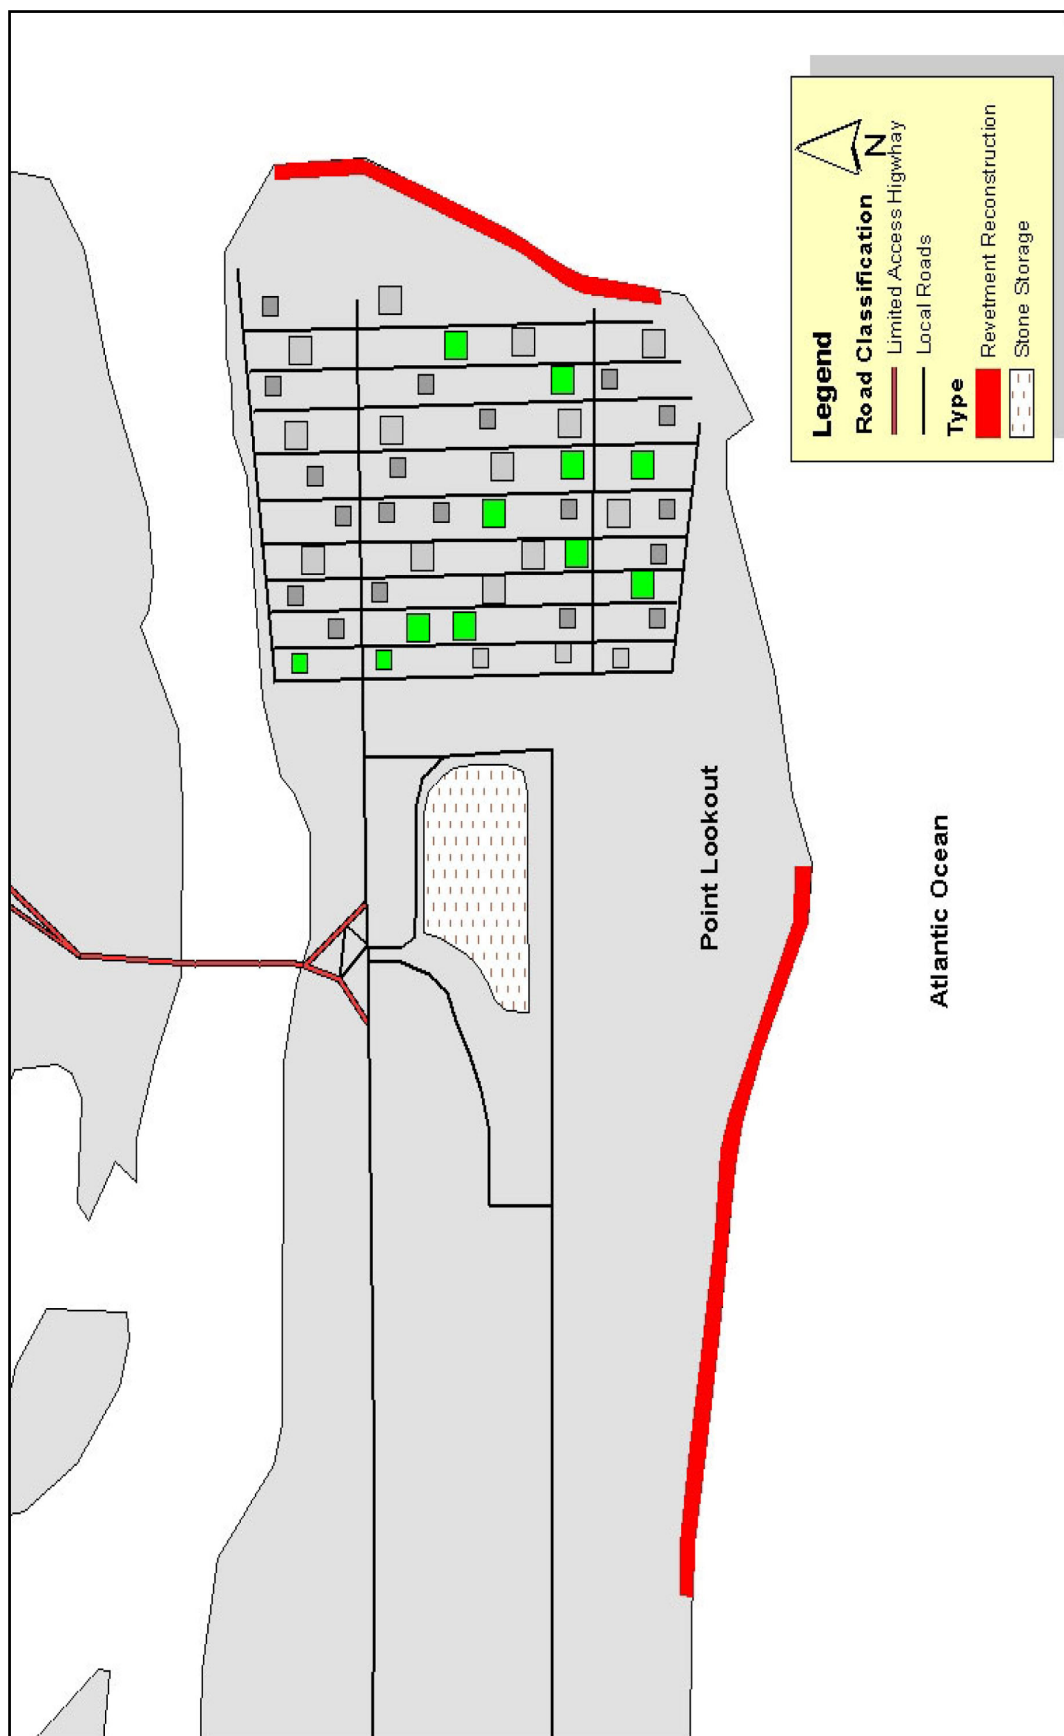 Point Lookout
Atlantic Ocean
Legend
N
Road Classification
Limited Access Higwhay
Local Roads
Type
Revetment Reconstruction
Stone Storage